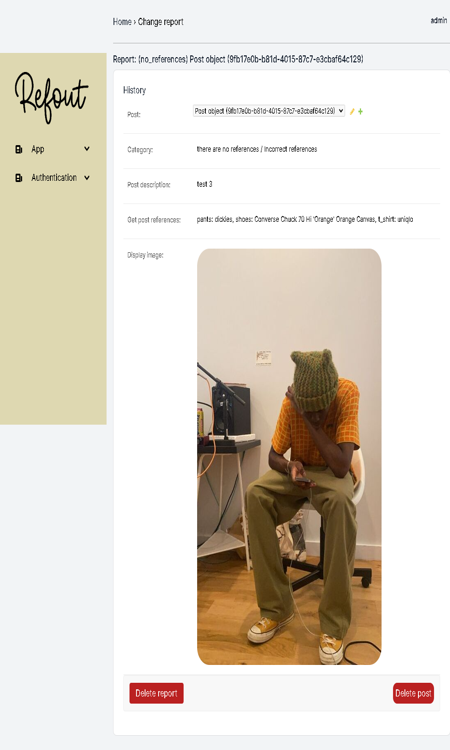 Home › Change report
admin
Report: (no_references) Post object (9fb17e0b-b81d-4015-87c7-e3cbaf64c129)
Refout
App
Authentication
History
Post:
Post object (9fb17e0b-b81d-4015-87c7-e3cbaf64c129)
Category:
there are no references / Incorrect references
Post description:
test 3
Get post references:
pants: dickies, shoes: Converse Chuck 70 Hi 'Orange' Orange Canvas, t_shirt: uniqlo
Display image:
Delete report
Delete post